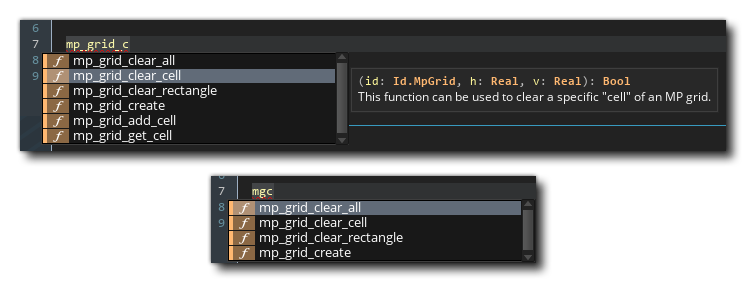 6
7 mp_grid_c
8 f mp_grid_clear_all
9 f mp_grid_clear_cell
f mp_grid_clear_rectangle
f mp_grid_create
f mp_grid_add_cell
f mp_grid_get_cell
(id: Id.MpGrid, h: Real, v: Real): Bool
This function can be used to clear a specific "cell" of an MP grid.
7 mgc
8 f mp_grid_clear_all
9 f mp_grid_clear_cell
f mp_grid_clear_rectangle
f mp_grid_create